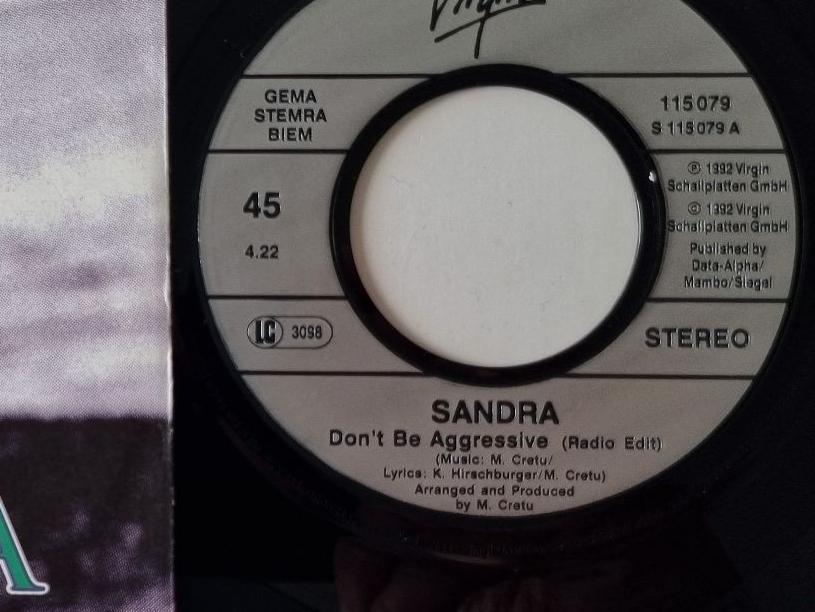 Virgin
GEMA
STEMRA
BIEM
115 079
S 115 079 A
45
4.22
℗ 1992 Virgin
Schallplatten GmbH
© 1992 Virgin
Schallplatten GmbH
Published by
Data-Alpha/
Mambo/Siegel
LC 3098
STEREO
SANDRA
Don't Be Aggressive (Radio Edit)
(Music: M. Cretu/
Lyrics: K. Hirschburger/M. Cretu)
Arranged and Produced
by M. Cretu
A